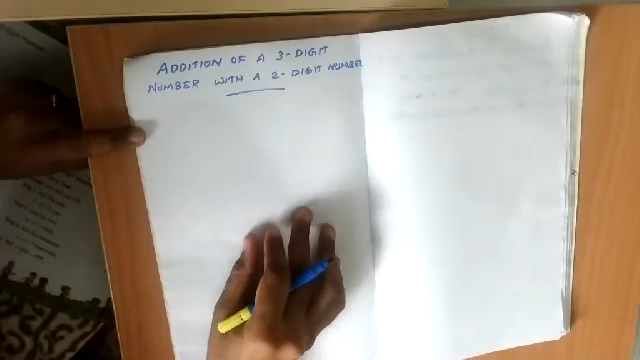 ADDITION OF A 3-DIGIT
NUMBER WITH A 2-DIGIT NUMBER